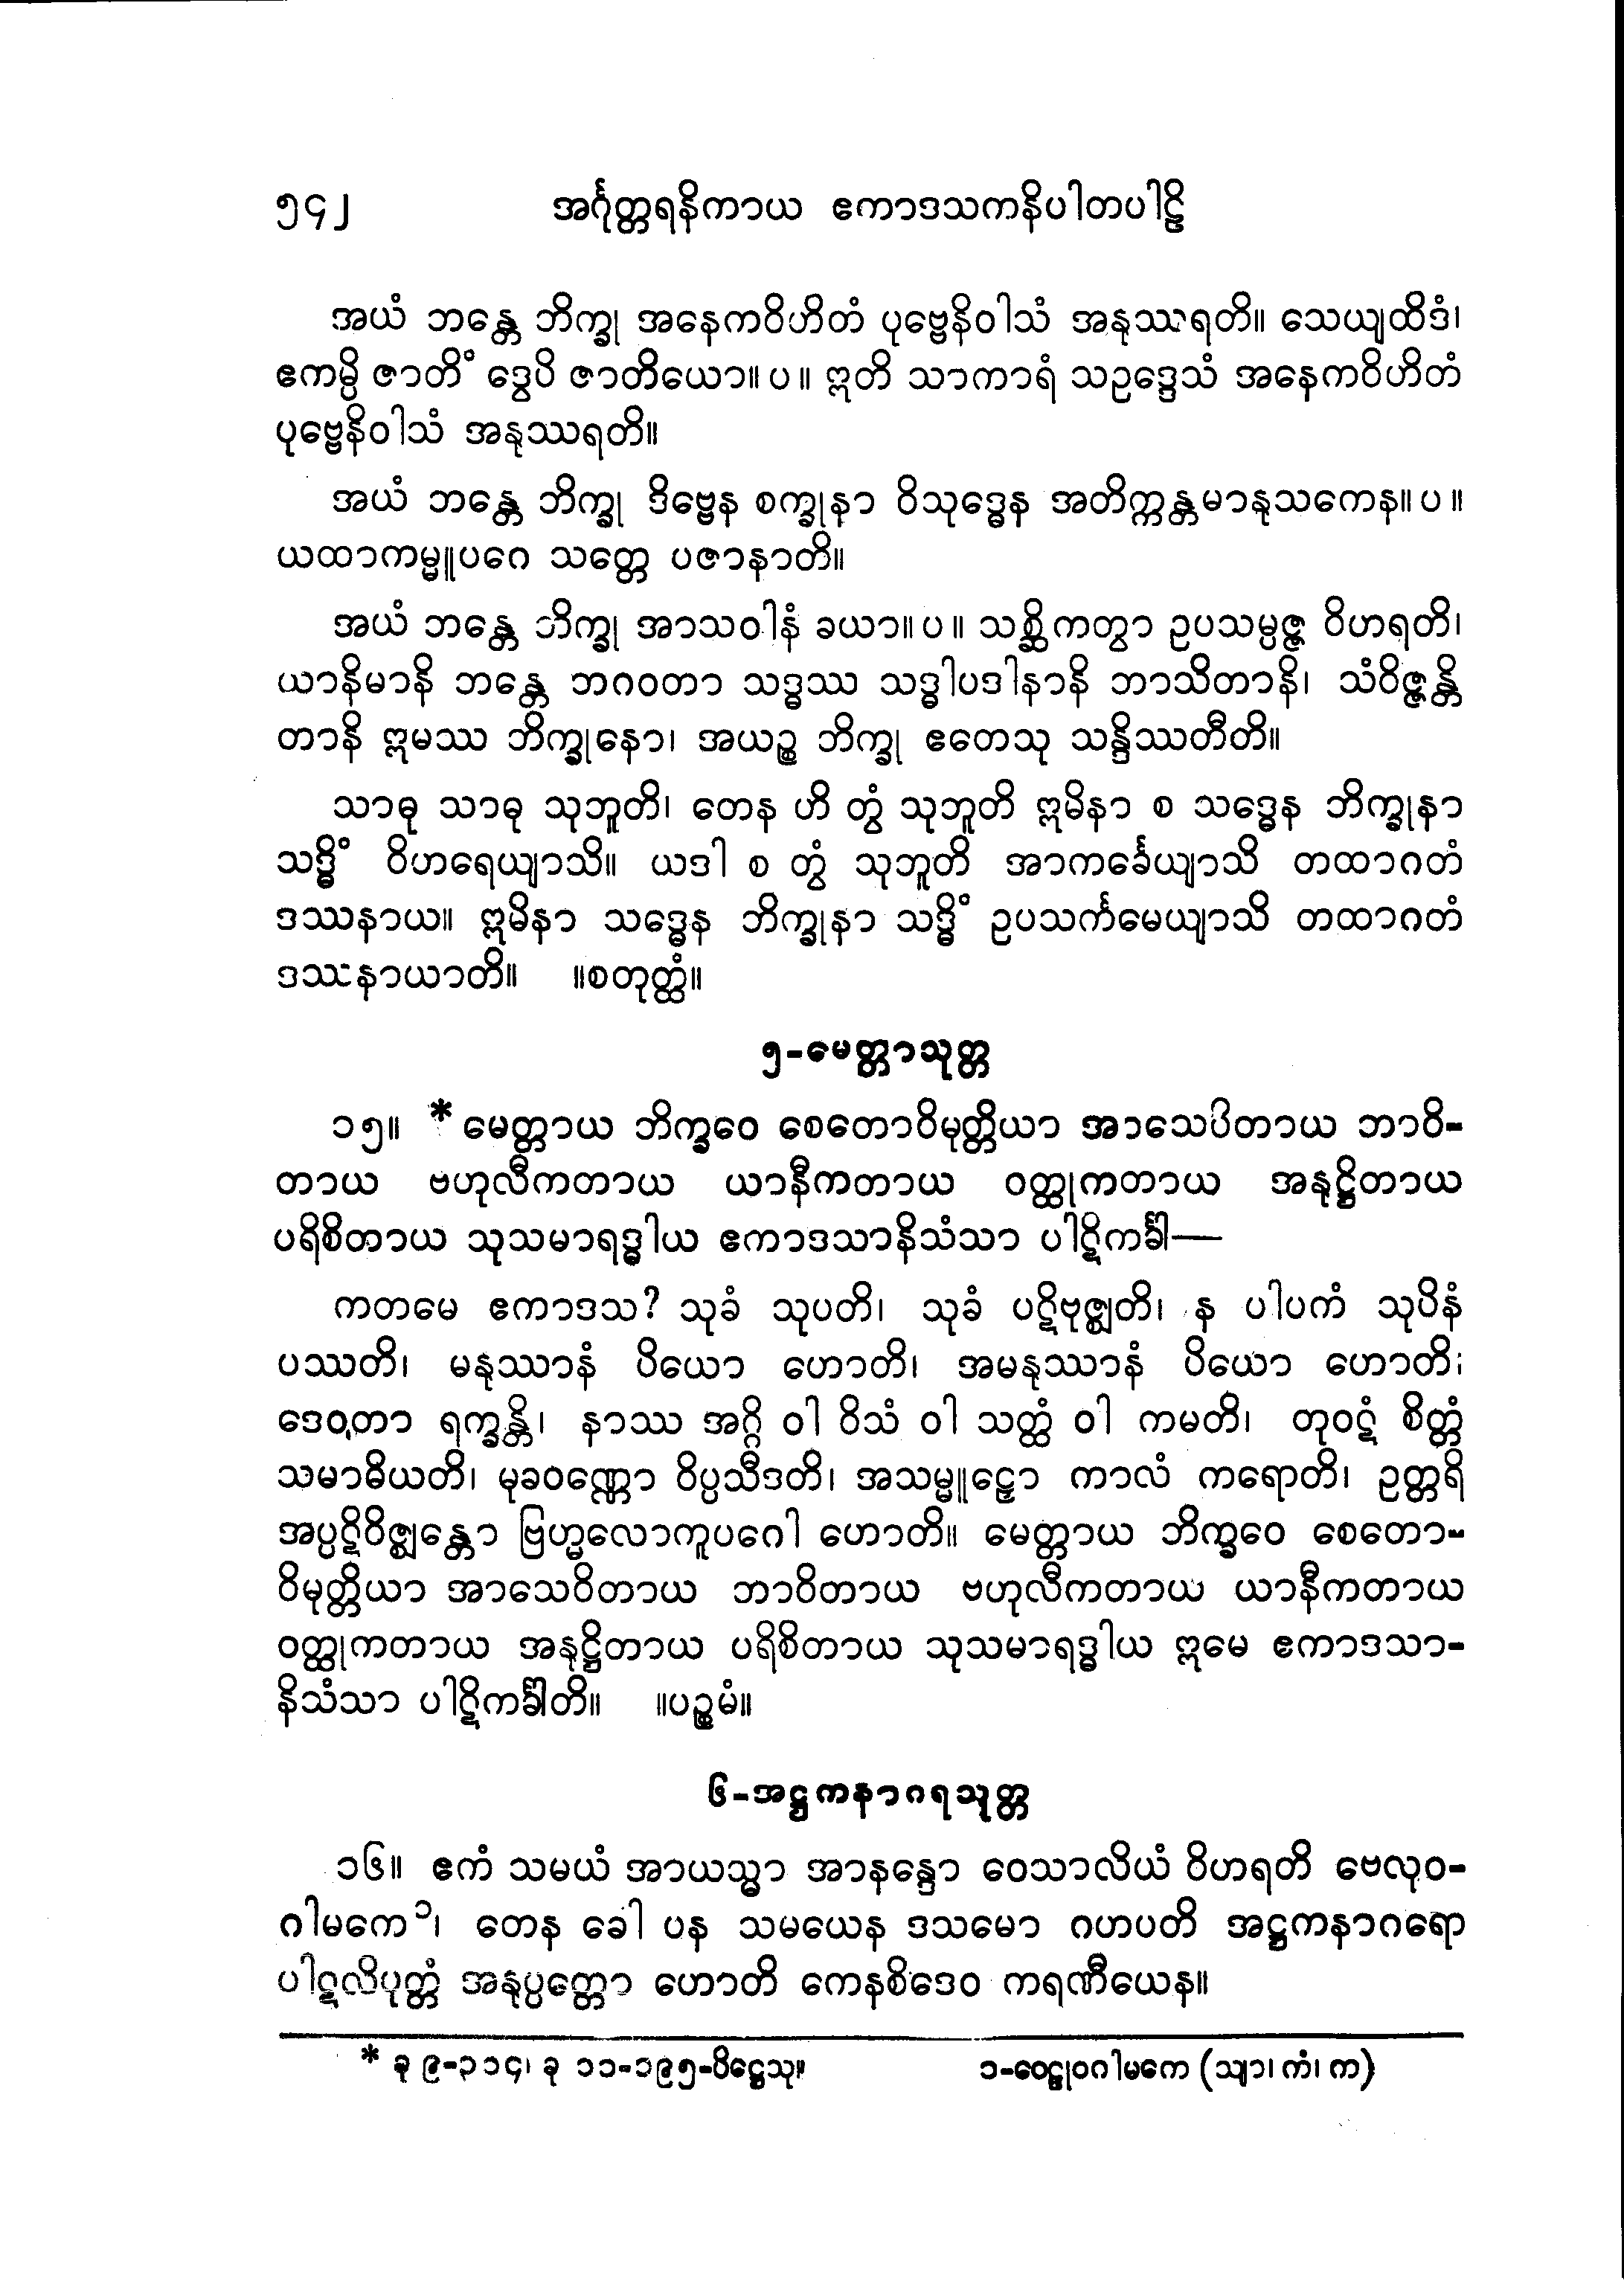 ၅၄၂ အင်္ဂုတ္တရနိကာယ ဧကာဒသကနိပါတပါဠိ
အယံ ဘန္တေ ဘိက္ခု အနေကဝိဟိတံ ပုဗ္ဗေနိဝါသံ အနုဿရတိ။ သေယျထိဒံ၊
ဧကမ္ပိ ဇာတိံ ဒွေပိ ဇာတိယော။ ပ။ ဣတိ သာကာရံ သဥဒ္ဒေသံ အနေကဝိဟိတံ
ပုဗ္ဗေနိဝါသံ အနုဿရတိ။
အယံ ဘန္တေ ဘိက္ခု ဒိဗ္ဗေန စက္ခုနာ ဝိသုဒ္ဓေန အတိက္ကန္တမာနုသကေန။ ပ။
ယထာကမ္မူပဂေ သတ္တေ ပဇာနာတိ။
အယံ ဘန္တေ ဘိက္ခု အာသဝါနံ ခယာ။ ပ။ သစ္ဆိကတွာ ဥပသမ္ပဇ္ဇ ဝိဟရတိ၊
ယာနိမာနိ ဘန္တေ ဘဂဝတာ သဒ္ဓဿ သဒ္ဓါပဒါနာနိ ဘာသိတာနိ၊ သံဝိဇ္ဇန္တိ
တာနိ ဣမဿ ဘိက္ခုနော၊ အယဉ္စ ဘိက္ခု ဧတေသု သန္ဒိဿတီတိ။
သာဓု သာဓု သုဘူတိ၊ တေန ဟိ တွံ သုဘူတိ ဣမိနာ စ သဒ္ဓေန ဘိက္ခုနာ
သဒ္ဓိံ ဝိဟရေယျာသိ။ ယဒါ စ တွံ သုဘူတိ အာကင်္ခေယျာသိ တထာဂတံ
ဒဿနာယ။ ဣမိနာ သဒ္ဓေန ဘိက္ခုနာ သဒ္ဓိံ ဥပသင်္ကမေယျာသိ တထာဂတံ
ဒဿနာယာတိ။ ။စတုတ္ထံ။
၅-မေတ္တာသုတ္တ
၁၅။ * မေတ္တာယ ဘိက္ခဝေ စေတောဝိမုတ္တိယာ အာသေဝိတာယ ဘာဝိ-
တာယ ဗဟုလီကတာယ ယာနီကတာယ ဝတ္ထုကတာယ အနုဋ္ဌိတာယ
ပရိစိတာယ သုသမာရဒ္ဓါယ ဧကာဒသာနိသံသာ ပါဋိကင်္ခါ—
ကတမေ ဧကာဒသ? သုခံ သုပတိ၊ သုခံ ပဋိဗုဇ္ဈတိ၊ န ပါပကံ သုပိနံ
ပဿတိ၊ မနုဿာနံ ပိယော ဟောတိ၊ အမနုဿာနံ ပိယော ဟောတိ၊
ဒေဝတာ ရက္ခန္တိ၊ နာဿ အဂ္ဂိ ဝါ ဝိသံ ဝါ သတ္ထံ ဝါ ကမတိ၊ တုဝဋံ စိတ္တံ
သမာဓိယတိ၊ မုခဝဏ္ဏော ဝိပ္ပသီဒတိ၊ အသမ္မူဠှော ကာလံ ကရောတိ၊ ဥတ္တရိ
အပ္ပဋိဝိဇ္ဈန္တော ဗြဟ္မလောကူပဂေါ ဟောတိ။ မေတ္တာယ ဘိက္ခဝေ စေတော-
ဝိမုတ္တိယာ အာသေဝိတာယ ဘာဝိတာယ ဗဟုလီကတာယ ယာနီကတာယ
ဝတ္ထုကတာယ အနုဋ္ဌိတာယ ပရိစိတာယ သုသမာရဒ္ဓါယ ဣမေ ဧကာဒသာ-
နိသံသာ ပါဋိကင်္ခါတိ။ ။ပဉ္စမံ။
၆-အဋ္ဌကနာဂရသုတ္တ
၁၆။ ဧကံ သမယံ အာယသ္မာ အာနန္ဒော ဝေသာလိယံ ဝိဟရတိ ဗေလုဝ-
ဂါမကေ ၁၊ တေန ခေါ ပန သမယေန ဒသမော ဂဟပတိ အဋ္ဌကနာဂရော
ပါဋလိပုတ္တံ အနုပ္ပတ္တော ဟောတိ ကေနစိဒေဝ ကရဏီယေန။
* ခု ၉-၃၁၄၊ ခု ၁၁-၁၉၅-ပိဋ္ဌေသု။ ၁-ဝေဠုဝဂါမကေ (သျာ၊ ကံ၊ က)